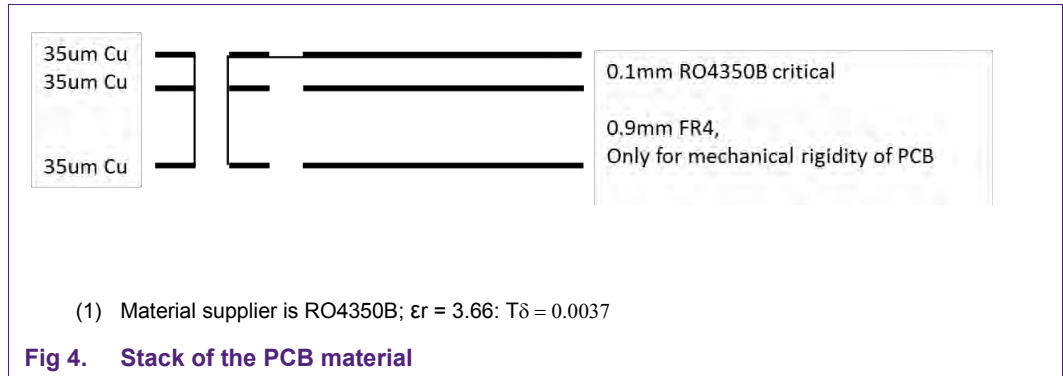 35um Cu
35um Cu
35um Cu
0.1mm RO4350B critical
0.9mm FR4,
Only for mechanical rigidity of PCB
(1) Material supplier is RO4350B; εr = 3.66: Tδ = 0.0037
Fig 4. Stack of the PCB material